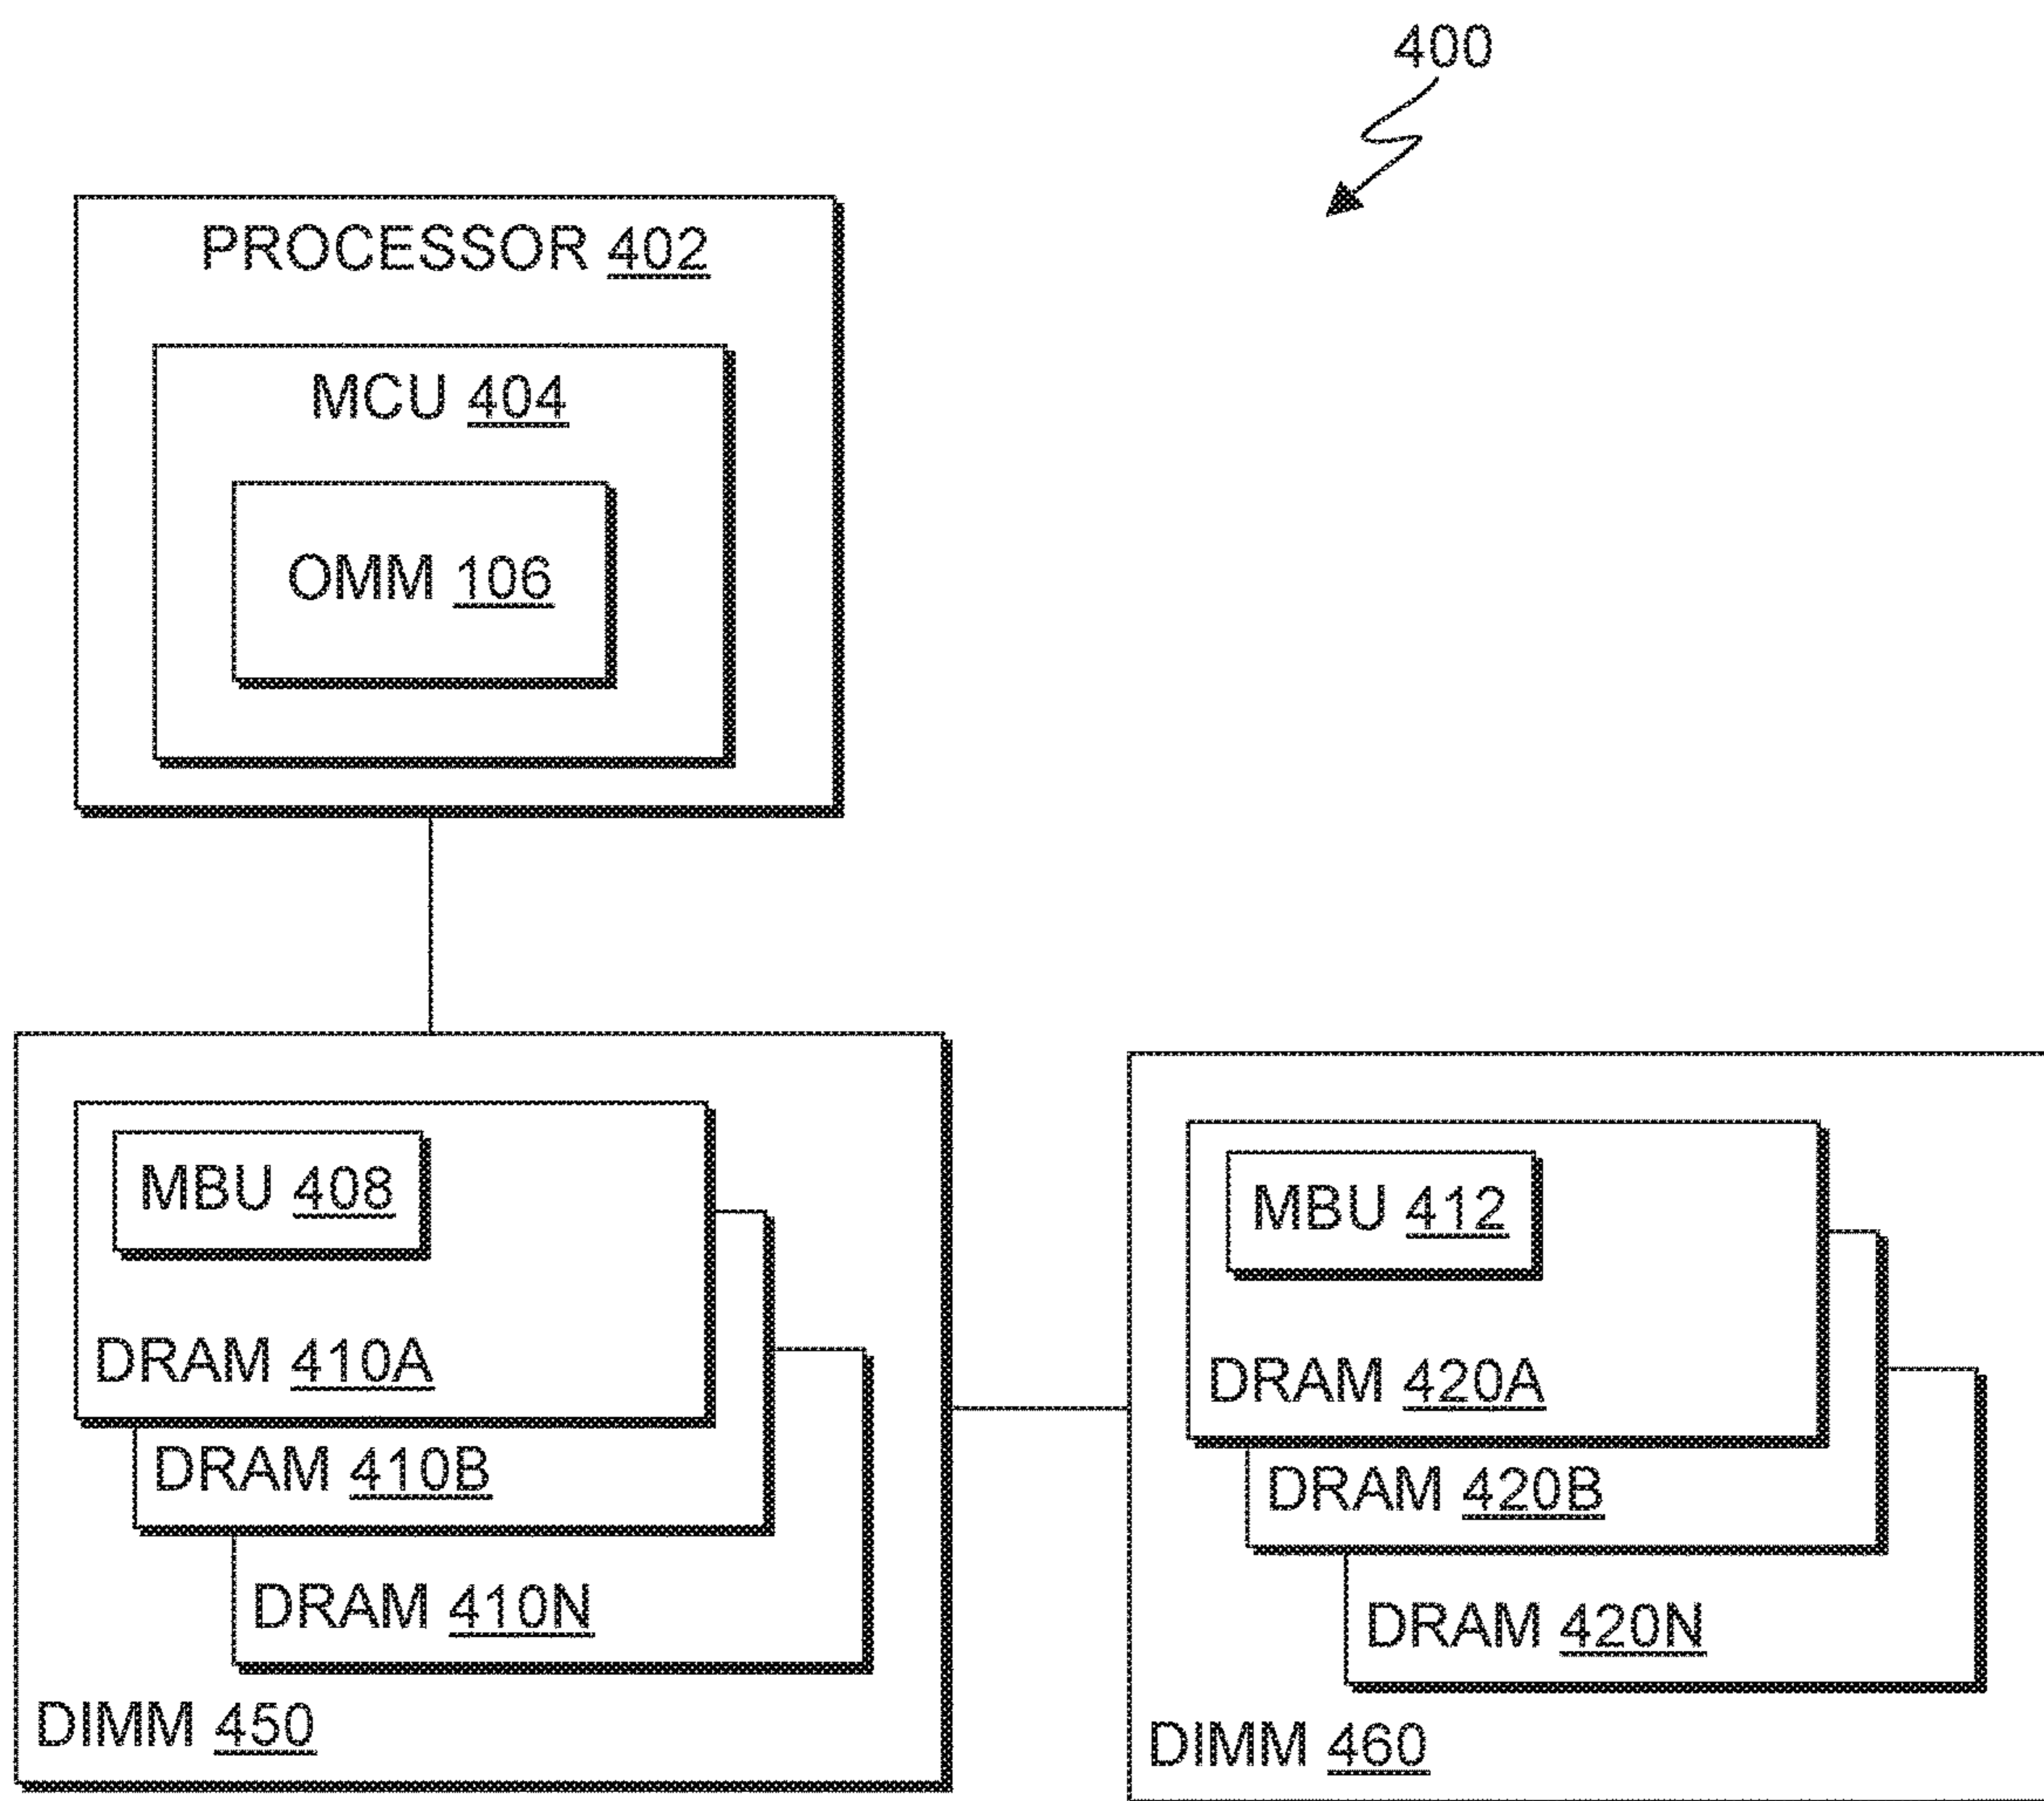 400
PROCESSOR 402
MCU 404
OMM 106
MBU 408
DRAM 410A
DRAM 410B
DRAM 410N
DIMM 450
MBU 412
DRAM 420A
DRAM 420B
DRAM 420N
DIMM 460